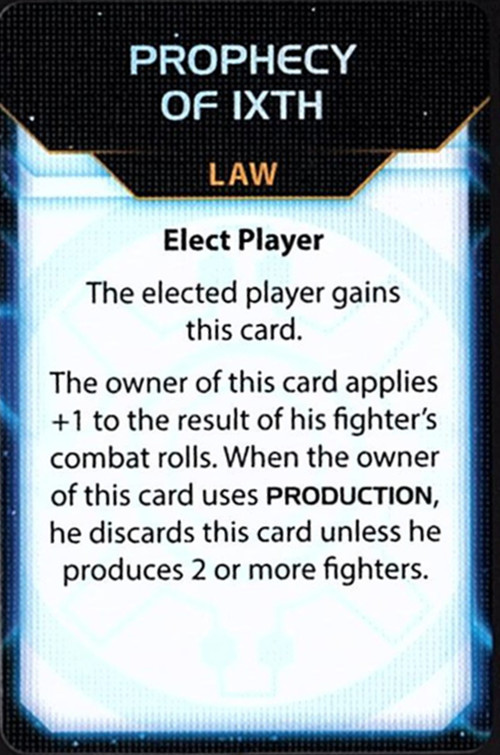 PROPHECY
OF IXTH
LAW
Elect Player
The elected player gains
this card.
The owner of this card applies
+1 to the result of his fighter’s
combat rolls. When the owner
of this card uses PRODUCTION,
he discards this card unless he
produces 2 or more fighters.